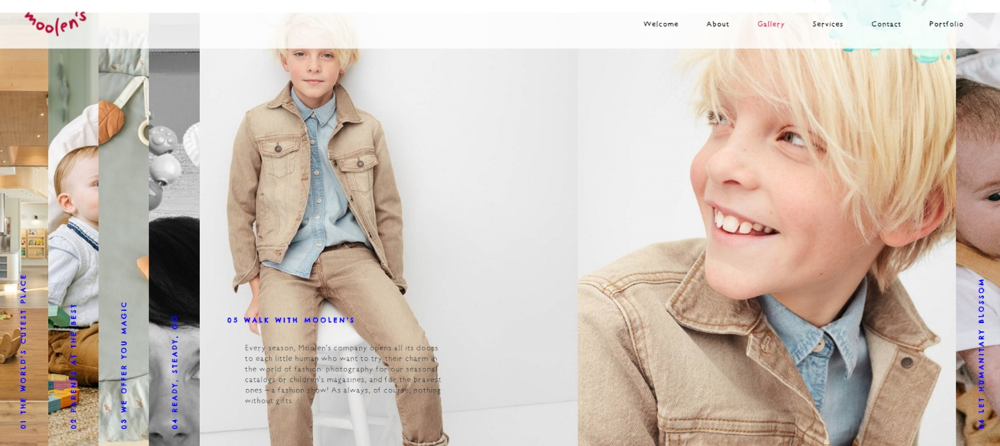 moolen's
Welcome
About
Gallery
Services
Contact
Portfolio
01 THE WORLD'S CUTEST PLACE
02 PARENTS AT THE BEST
03 WE OFFER YOU MAGIC
04 READY, STEADY, GO
05 WALK WITH MOOLEN'S
Every season, Moolen's company opens all its doors
to each little human who want to try their charm in
the world of fashion photography for our seasonal
catalogs or children's magazines, and for the bravest
ones – a fashion show! As always, of course, nothing
without gifts
06 LET HUMANITARY BLOSSOM